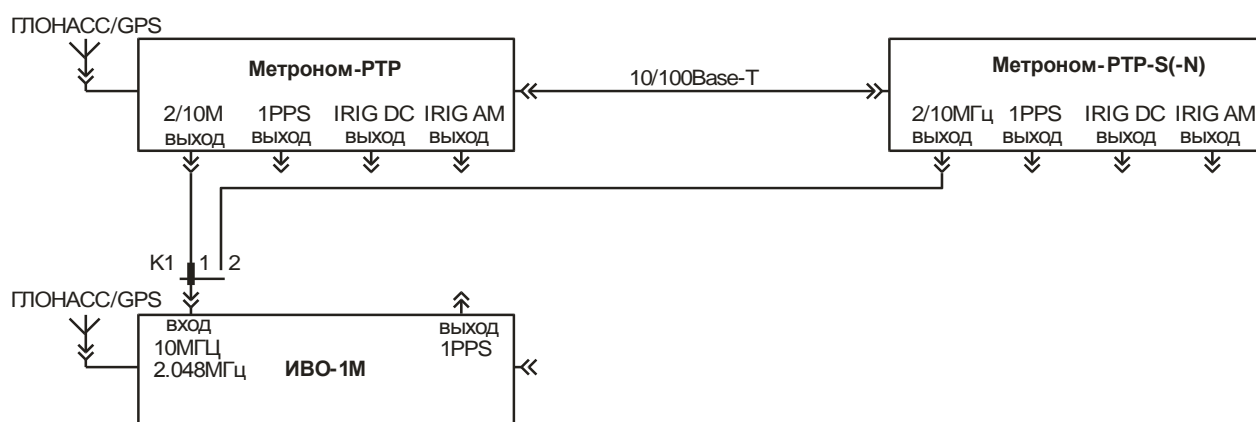 ГЛОНАСС/GPS
Метроном-PTP
10/100Base-T
Метроном-PTP-S(-N)
2/10М 1PPS IRIG DC IRIG AM
выход выход выход выход
2/10МГц 1PPS IRIG DC IRIG AM
выход выход выход выход
К1 1 2
ГЛОНАСС/GPS
вход
10МГЦ
2.048МГц
ИВО-1М
выход
1PPS